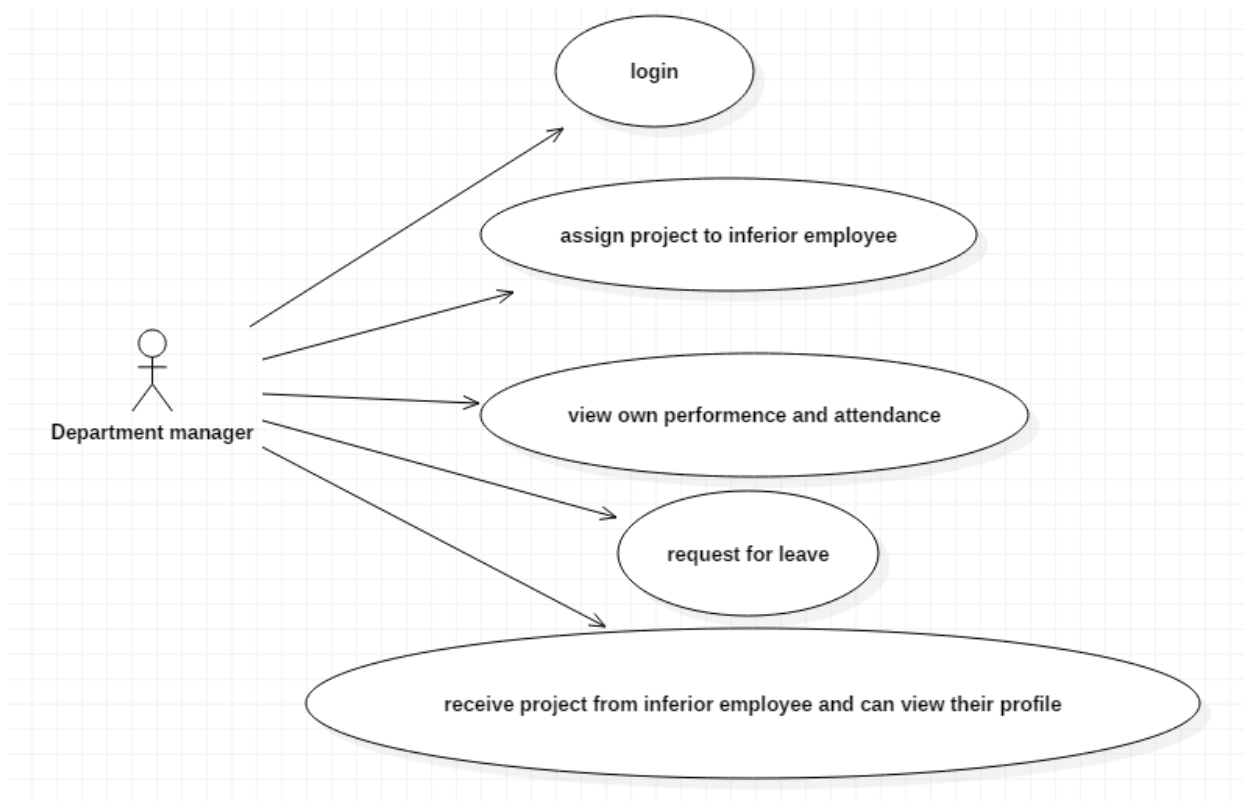 login
assign project to inferior employee
view own performence and attendance
Department manager
request for leave
receive project from inferior employee and can view their profile